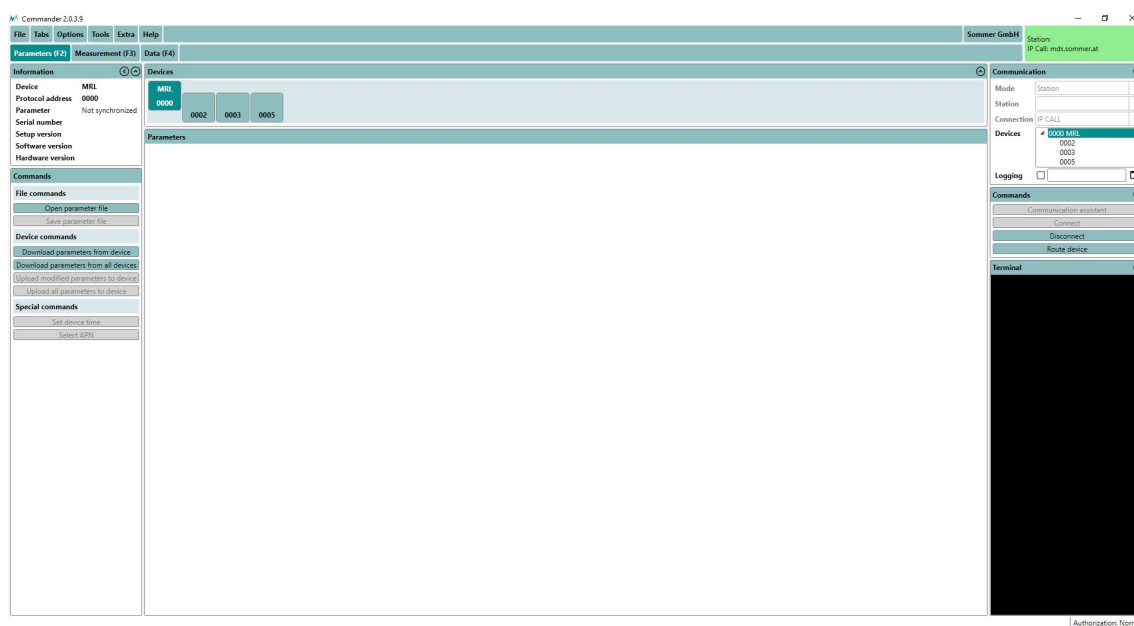 Commander 2.0.3.9
File Tabs Options Tools Extra Help
Sommer GmbH
Station:
IP Call: mds.sommer.at
Parameters (F2) Measurement (F3) Data (F4)
Information
Device MRL
Protocol address 0000
Parameter Not synchronized
Serial number
Setup version
Software version
Hardware version
Commands
File commands
Open parameter file
Save parameter file
Device commands
Download parameters from device
Download parameters from all devices
Upload modified parameters to device
Upload all parameters to device
Special commands
Set device time
Select APN
Devices
MRL
0000
0002 0003 0005
Parameters
Communication
Mode Station
Station
Connection IP CALL
Devices 0000 MRL
0002
0003
0005
Logging
Commands
Communication assistant
Connect
Disconnect
Route device
Terminal
Authorization: Norm